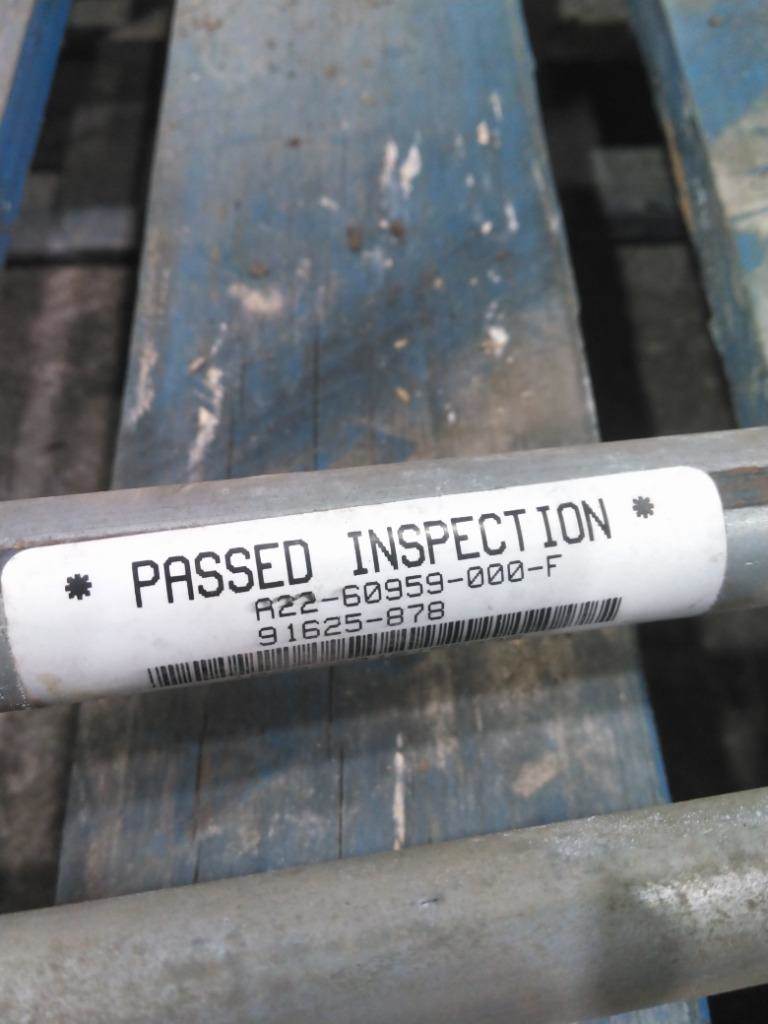 * PASSED INSPECTION *
A22-60959-000-F
91625-878